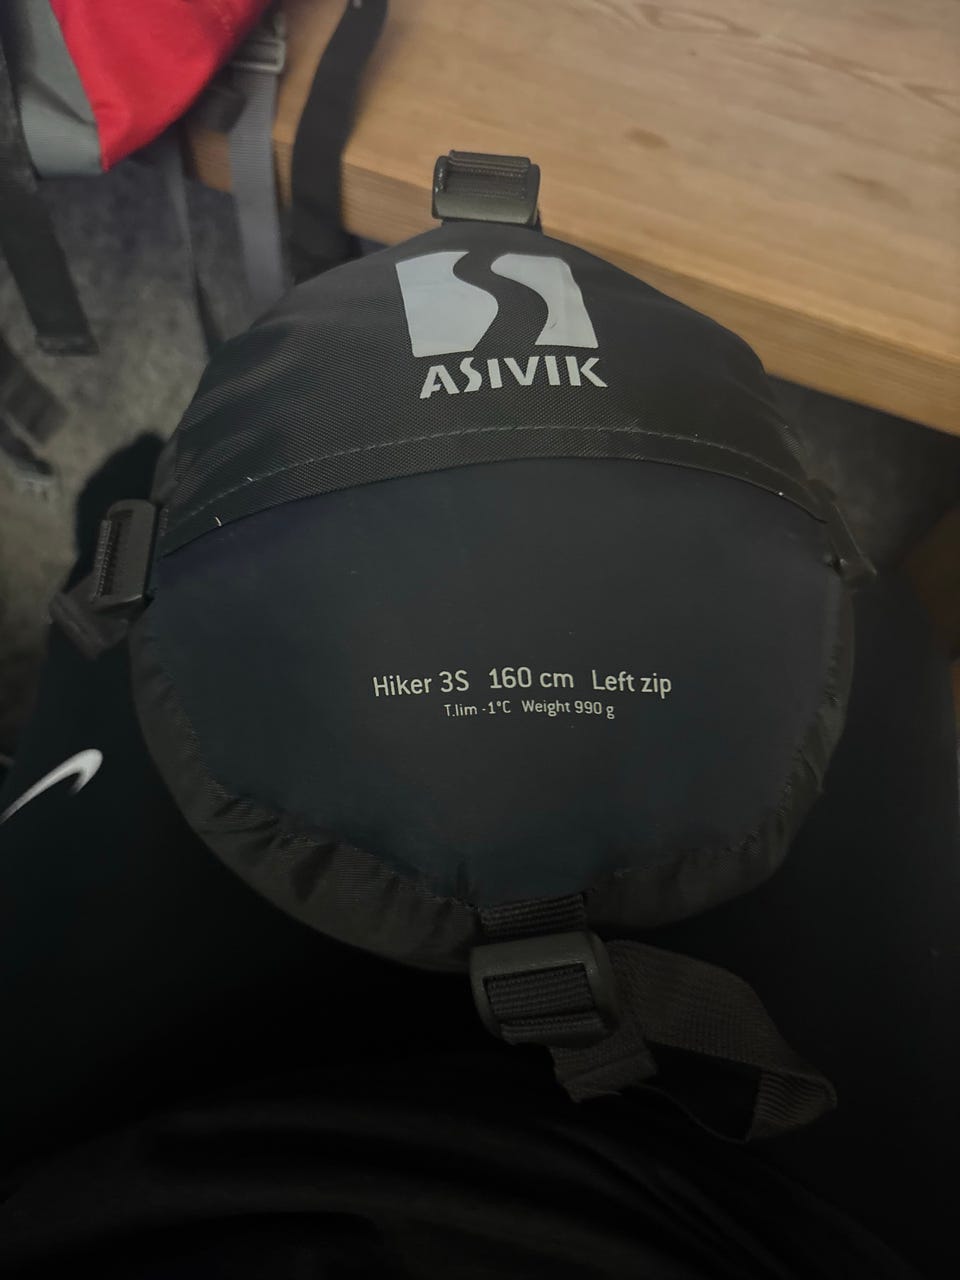 ASIVIK
Hiker 3S 160 cm Left zip
T.lim -1°C Weight 990 g